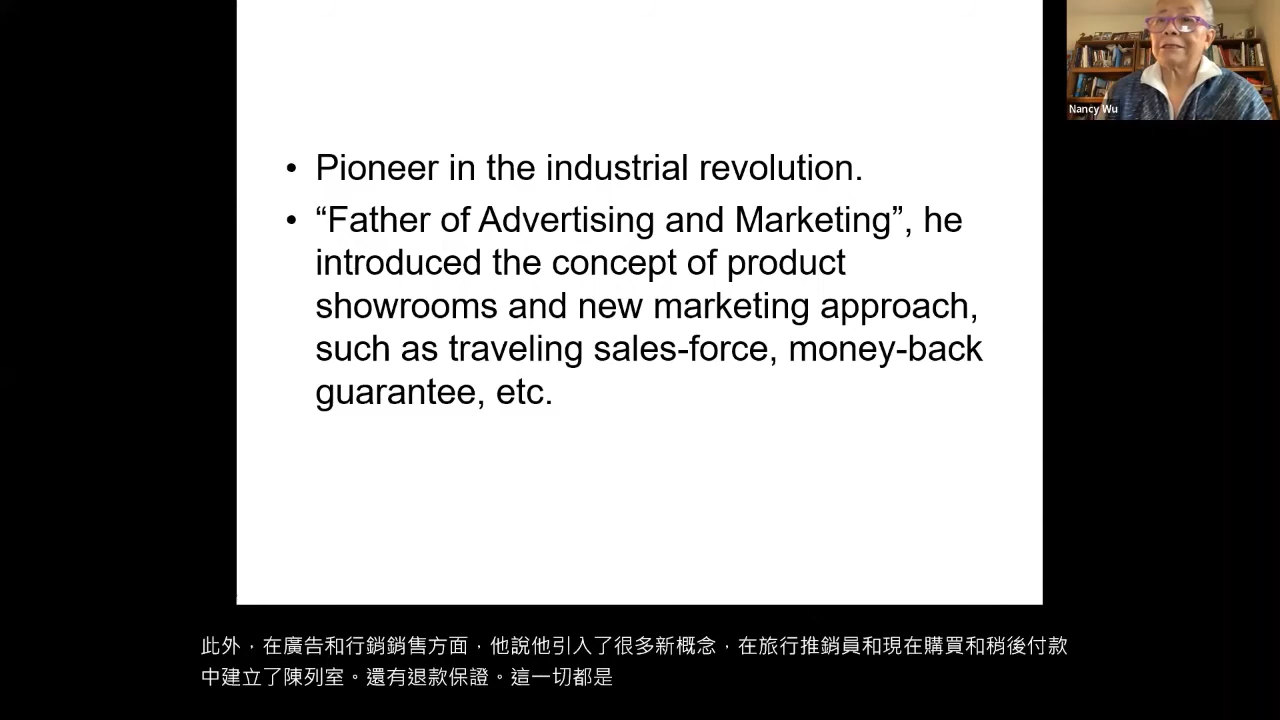 • Pioneer in the industrial revolution.
• “Father of Advertising and Marketing”, he
introduced the concept of product
showrooms and new marketing approach,
such as traveling sales-force, money-back
guarantee, etc.
Nancy Wu
此外，在廣告和行銷銷售方面，他說他引入了很多新概念，在旅行推銷員和現在購買和稍後付款
中建立了陳列室。還有退款保證。這一切都是